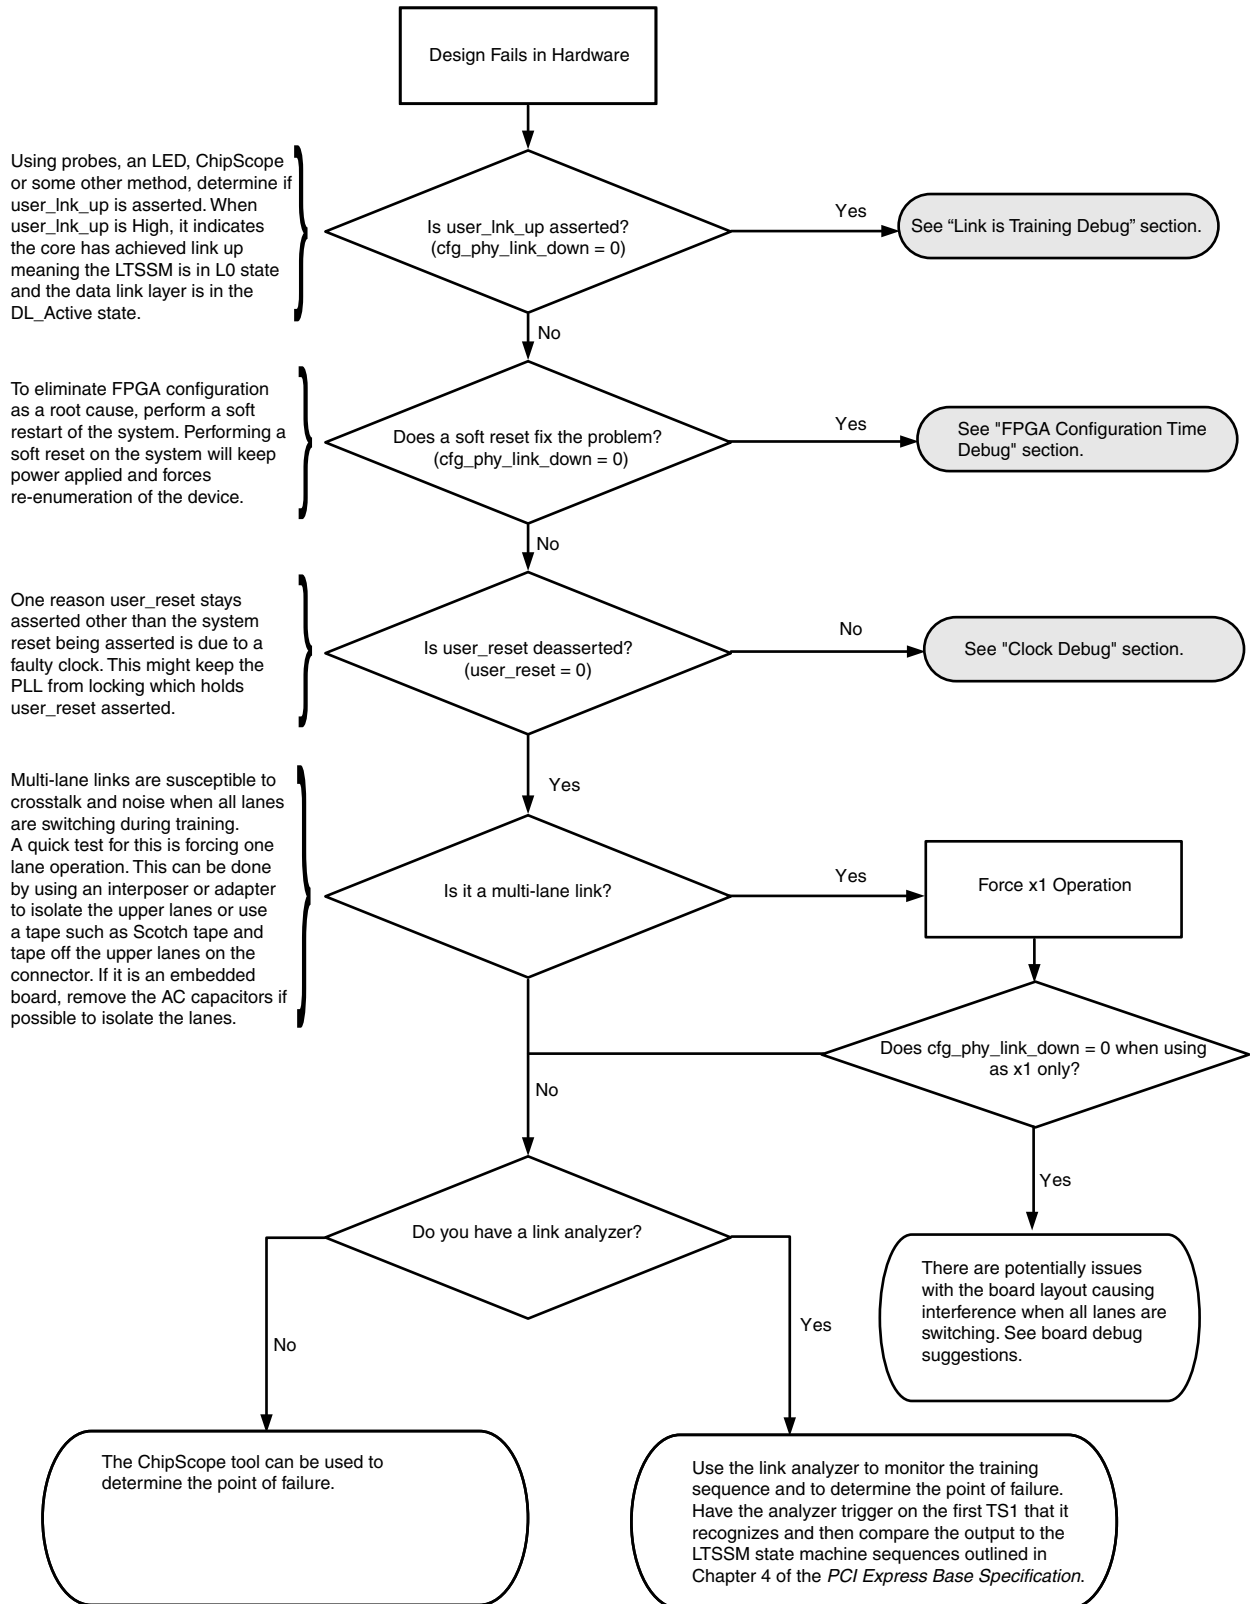 Design Fails in Hardware
Using probes, an LED, ChipScope
or some other method, determine if
user_lnk_up is asserted. When
user_lnk_up is High, it indicates
the core has achieved link up
meaning the LTSSM is in L0 state
and the data link layer is in the
DL_Active state.
Is user_lnk_up asserted?
(cfg_phy_link_down = 0)
Yes
See “Link is Training Debug” section.
No
To eliminate FPGA configuration
as a root cause, perform a soft
restart of the system. Performing a
soft reset on the system will keep
power applied and forces
re-enumeration of the device.
Does a soft reset fix the problem?
(cfg_phy_link_down = 0)
Yes
See "FPGA Configuration Time
Debug" section.
No
One reason user_reset stays
asserted other than the system
reset being asserted is due to a
faulty clock. This might keep the
PLL from locking which holds
user_reset asserted.
Is user_reset deasserted?
(user_reset = 0)
No
See "Clock Debug" section.
Yes
Multi-lane links are susceptible to
crosstalk and noise when all lanes
are switching during training.
A quick test for this is forcing one
lane operation. This can be done
by using an interposer or adapter
to isolate the upper lanes or use
a tape such as Scotch tape and
tape off the upper lanes on the
connector. If it is an embedded
board, remove the AC capacitors if
possible to isolate the lanes.
Is it a multi-lane link?
Yes
Force x1 Operation
Does cfg_phy_link_down = 0 when using
as x1 only?
No
Yes
Do you have a link analyzer?
There are potentially issues
with the board layout causing
interference when all lanes are
switching. See board debug
suggestions.
No
Yes
The ChipScope tool can be used to
determine the point of failure.
Use the link analyzer to monitor the training
sequence and to determine the point of failure.
Have the analyzer trigger on the first TS1 that it
recognizes and then compare the output to the
LTSSM state machine sequences outlined in
Chapter 4 of the PCI Express Base Specification.